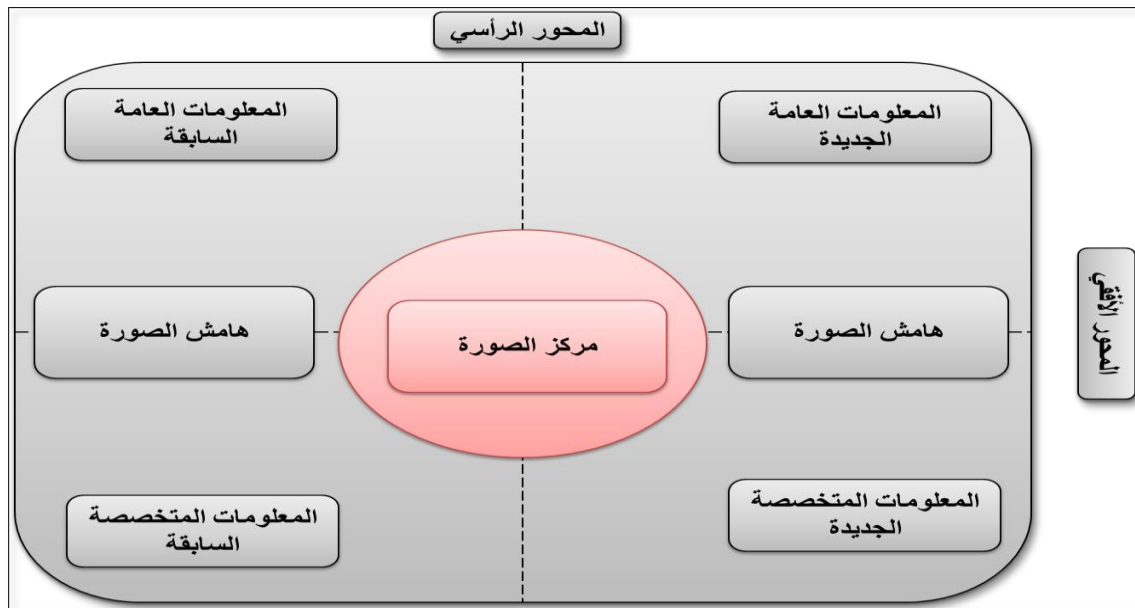 المحور الرأسي
المعلومات العامة
الجديدة
المعلومات العامة
السابقة
المحور الأفقي
هامش الصورة
مركز الصورة
هامش الصورة
المعلومات المتخصصة
الجديدة
المعلومات المتخصصة
السابقة